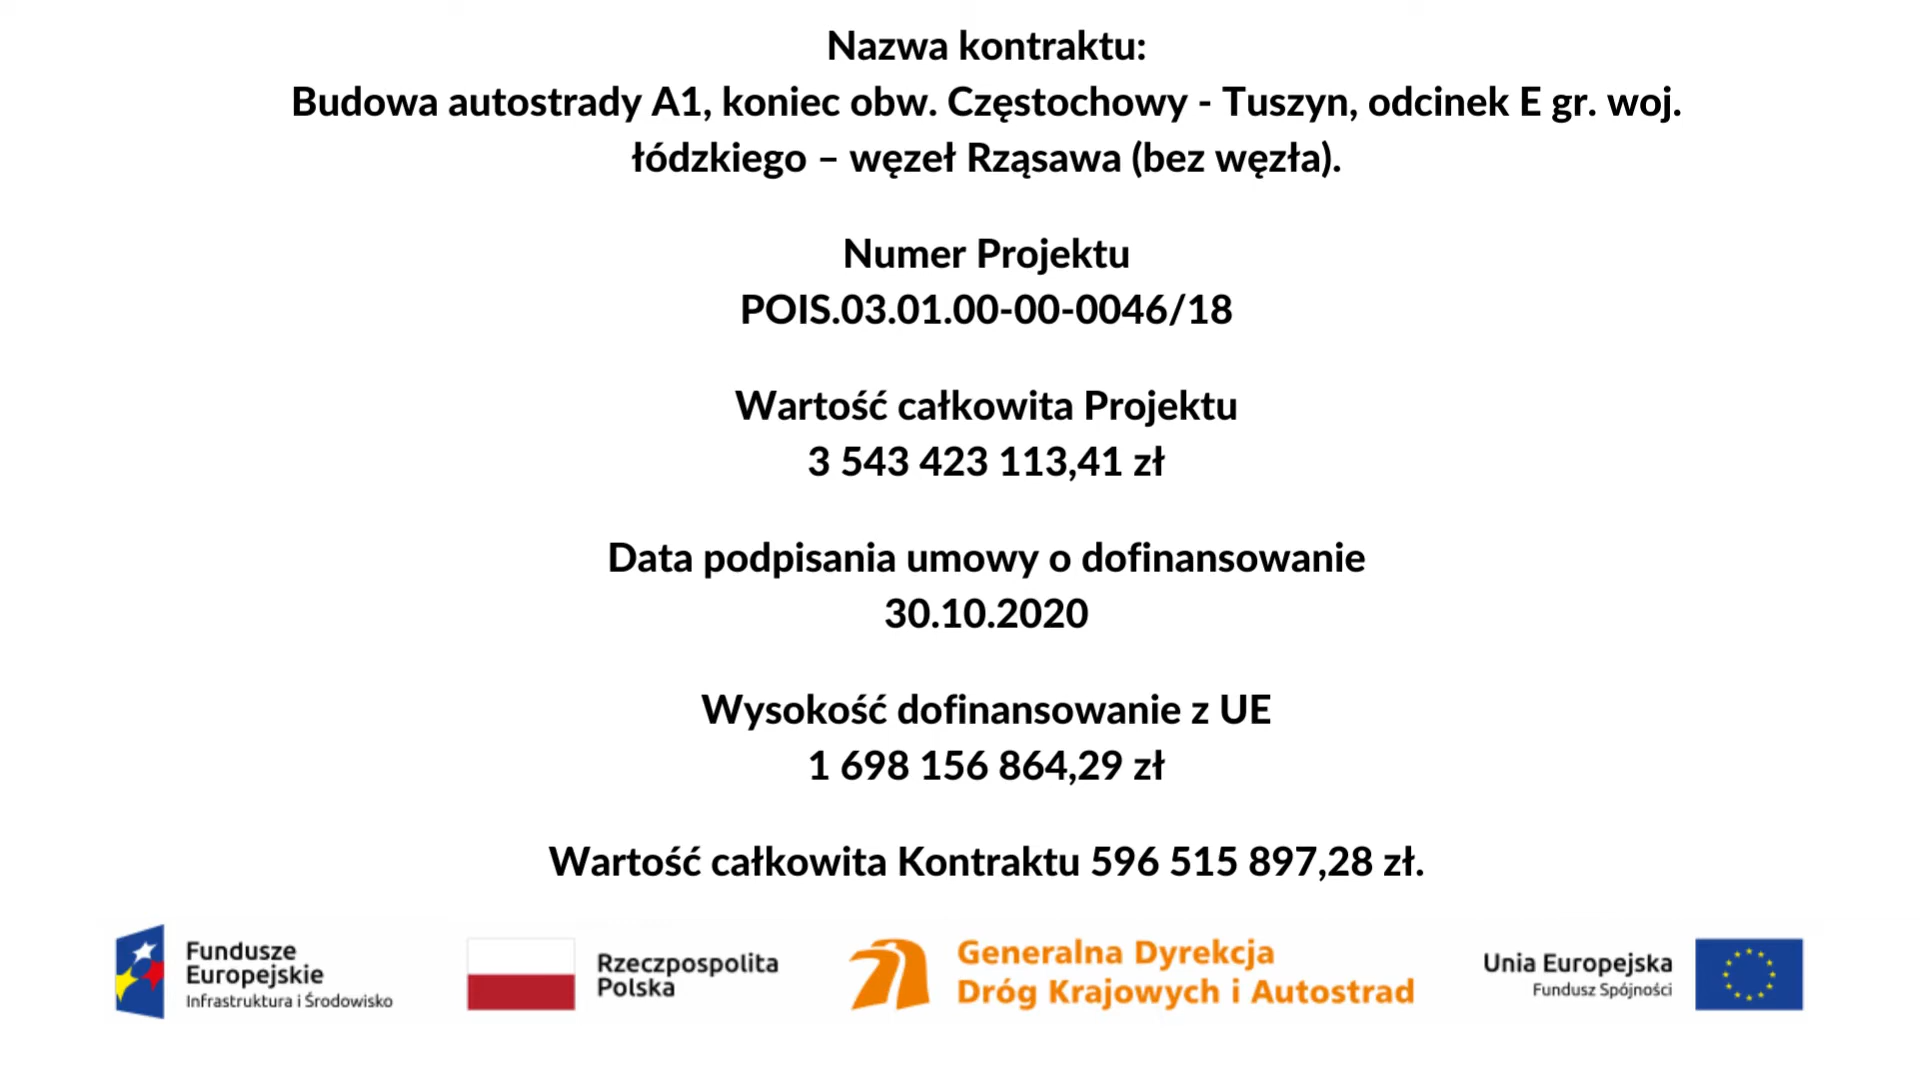 Nazwa kontraktu:
Budowa autostrady A1, koniec obw. Częstochowy - Tuszyn, odcinek E gr. woj.
łódzkiego – węzeł Rząsawa (bez węzła).
Numer Projektu
POIS.03.01.00-00-0046/18
Wartość całkowita Projektu
3 543 423 113,41 zł
Data podpisania umowy o dofinansowanie
30.10.2020
Wysokość dofinansowanie z UE
1 698 156 864,29 zł
Wartość całkowita Kontraktu 596 515 897,28 zł.
Fundusze
Europejskie
Infrastruktura i Środowisko
Rzeczpospolita
Polska
Generalna Dyrekcja
Dróg Krajowych i Autostrad
Unia Europejska
Fundusz Spójności